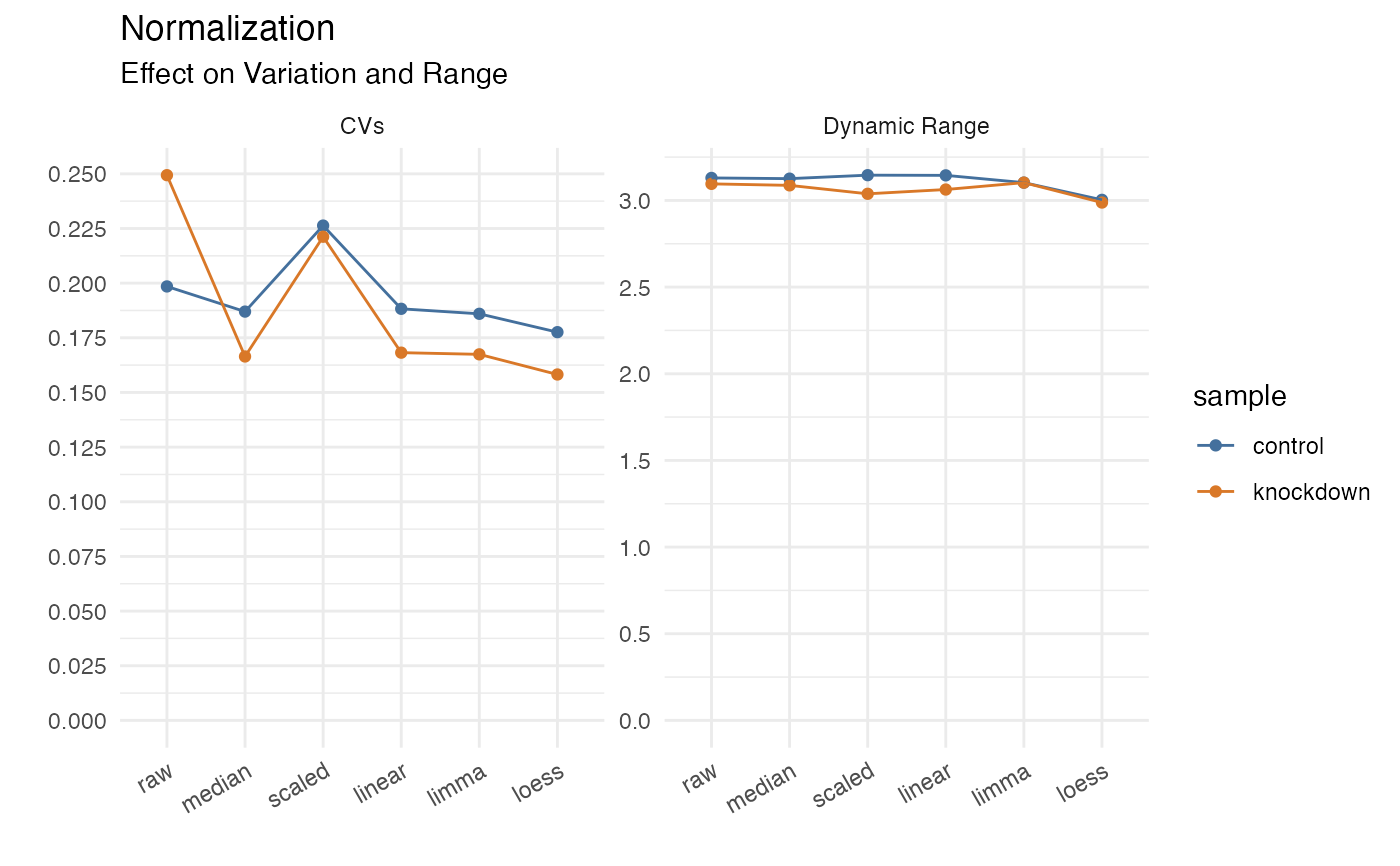 Normalization
Effect on Variation and Range
CVs
0.250
0.225
0.200
0.175
0.150
0.125
0.100
0.075
0.050
0.025
0.000
raw
median
scaled
linear
limma
loess
Dynamic Range
3.0
2.5
2.0
1.5
1.0
0.5
0.0
raw
median
scaled
linear
limma
loess
sample
control
knockdown